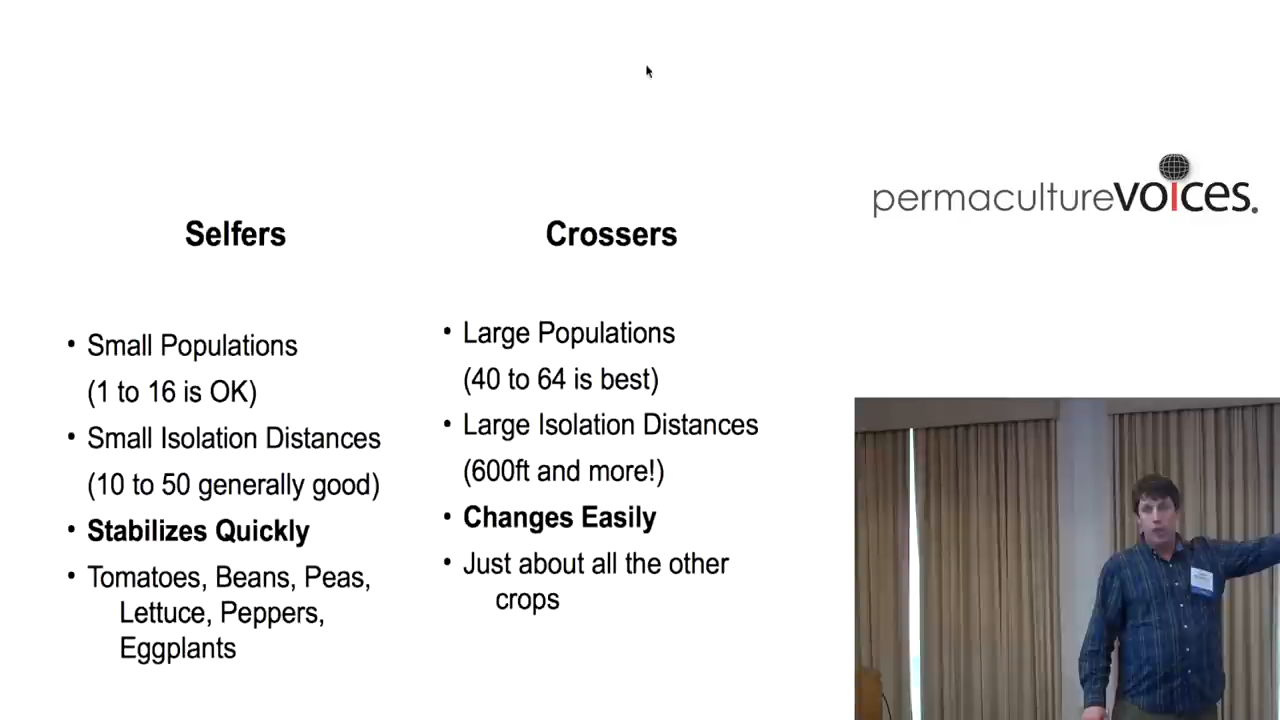 permaculturevoices.
Selfers
• Small Populations
(1 to 16 is OK)
• Small Isolation Distances
(10 to 50 generally good)
• Stabilizes Quickly
• Tomatoes, Beans, Peas,
Lettuce, Peppers,
Eggplants
Crossers
• Large Populations
(40 to 64 is best)
• Large Isolation Distances
(600ft and more!)
• Changes Easily
• Just about all the other
crops